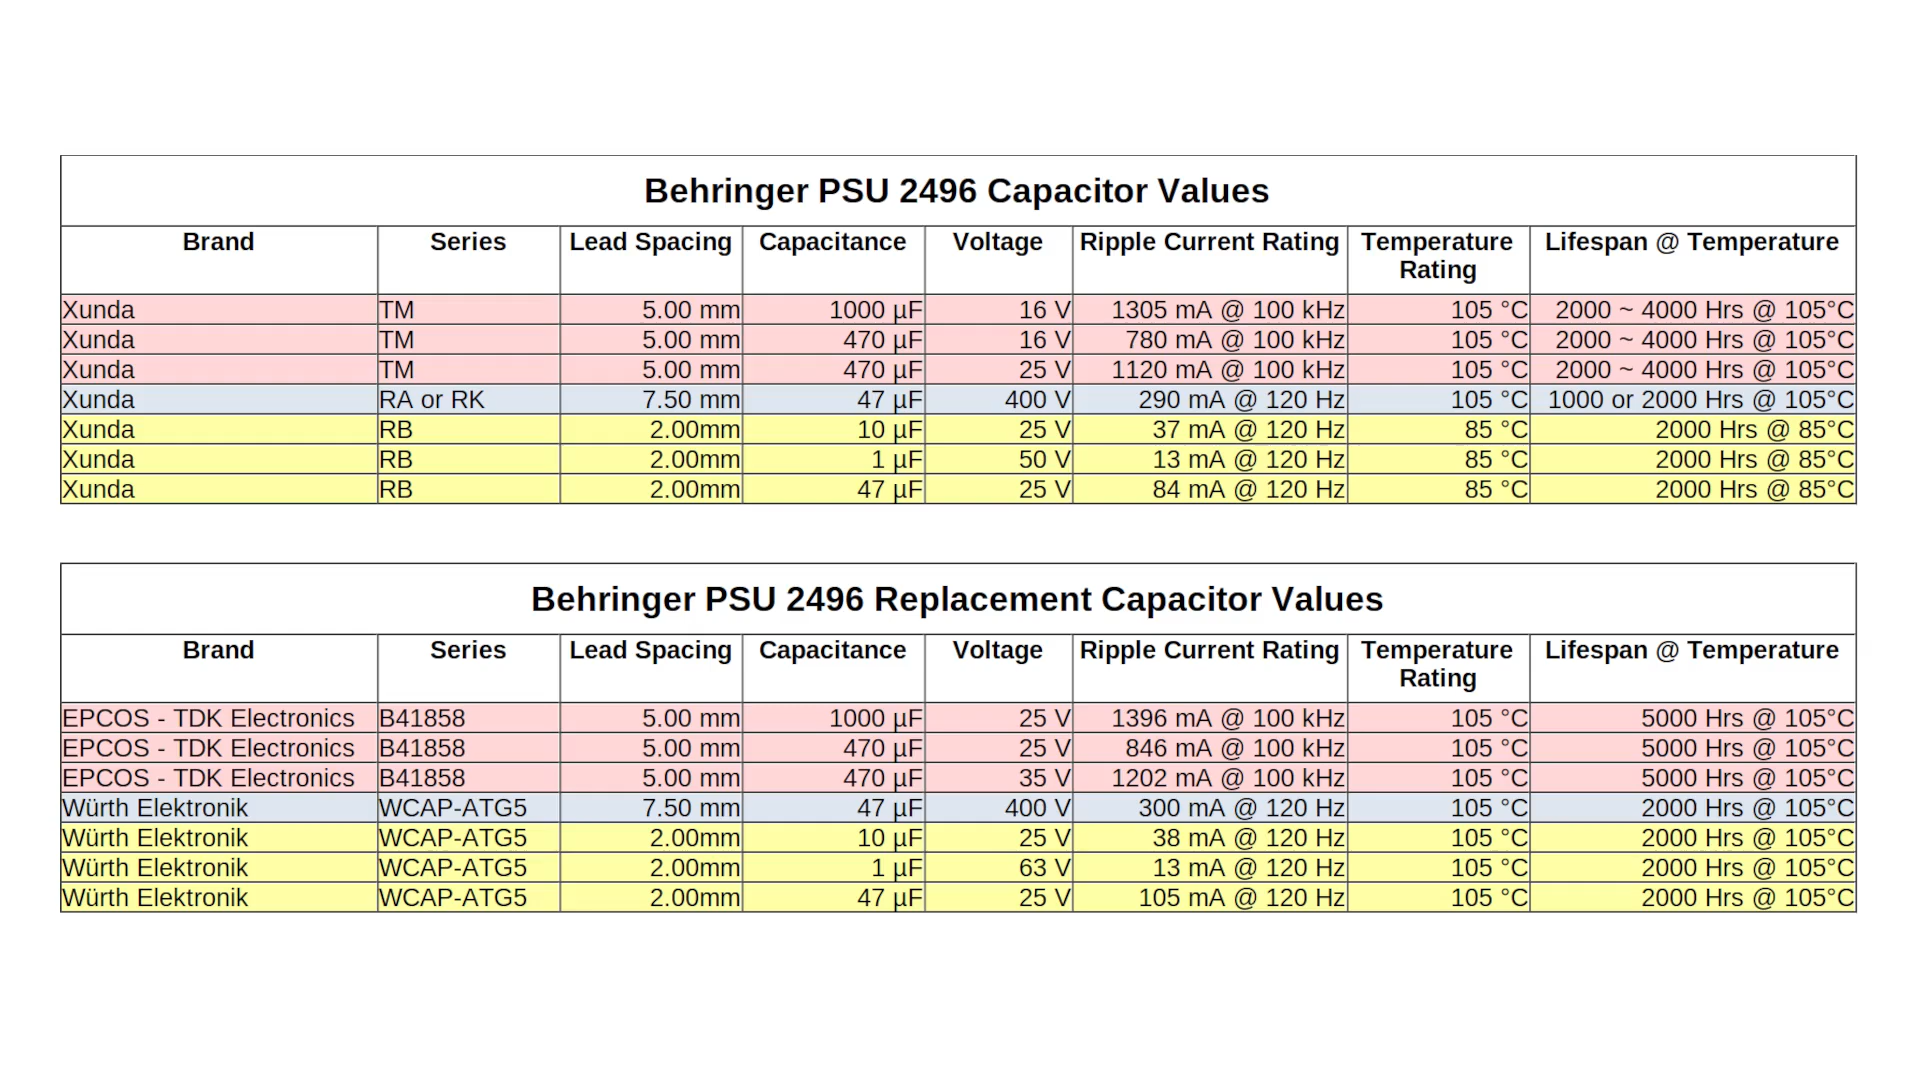 Behringer PSU 2496 Capacitor Values
Brand Series Lead Spacing Capacitance Voltage Ripple Current Rating Temperature Rating Lifespan @ Temperature
Xunda TM 5.00 mm 1000 µF 16 V 1305 mA @ 100 kHz 105 °C 2000 ~ 4000 Hrs @ 105°C
Xunda TM 5.00 mm 470 µF 16 V 780 mA @ 100 kHz 105 °C 2000 ~ 4000 Hrs @ 105°C
Xunda TM 5.00 mm 470 µF 25 V 1120 mA @ 100 kHz 105 °C 2000 ~ 4000 Hrs @ 105°C
Xunda RA or RK 7.50 mm 47 µF 400 V 290 mA @ 120 Hz 105 °C 1000 or 2000 Hrs @ 105°C
Xunda RB 2.00mm 10 µF 25 V 37 mA @ 120 Hz 85 °C 2000 Hrs @ 85°C
Xunda RB 2.00mm 1 µF 50 V 13 mA @ 120 Hz 85 °C 2000 Hrs @ 85°C
Xunda RB 2.00mm 47 µF 25 V 84 mA @ 120 Hz 85 °C 2000 Hrs @ 85°C
Behringer PSU 2496 Replacement Capacitor Values
Brand Series Lead Spacing Capacitance Voltage Ripple Current Rating Temperature Rating Lifespan @ Temperature
EPCOS - TDK Electronics B41858 5.00 mm 1000 µF 25 V 1396 mA @ 100 kHz 105 °C 5000 Hrs @ 105°C
EPCOS - TDK Electronics B41858 5.00 mm 470 µF 25 V 846 mA @ 100 kHz 105 °C 5000 Hrs @ 105°C
EPCOS - TDK Electronics B41858 5.00 mm 470 µF 35 V 1202 mA @ 100 kHz 105 °C 5000 Hrs @ 105°C
Würth Elektronik WCAP-ATG5 7.50 mm 47 µF 400 V 300 mA @ 120 Hz 105 °C 2000 Hrs @ 105°C
Würth Elektronik WCAP-ATG5 2.00mm 10 µF 25 V 38 mA @ 120 Hz 105 °C 2000 Hrs @ 105°C
Würth Elektronik WCAP-ATG5 2.00mm 1 µF 63 V 13 mA @ 120 Hz 105 °C 2000 Hrs @ 105°C
Würth Elektronik WCAP-ATG5 2.00mm 47 µF 25 V 105 mA @ 120 Hz 105 °C 2000 Hrs @ 105°C